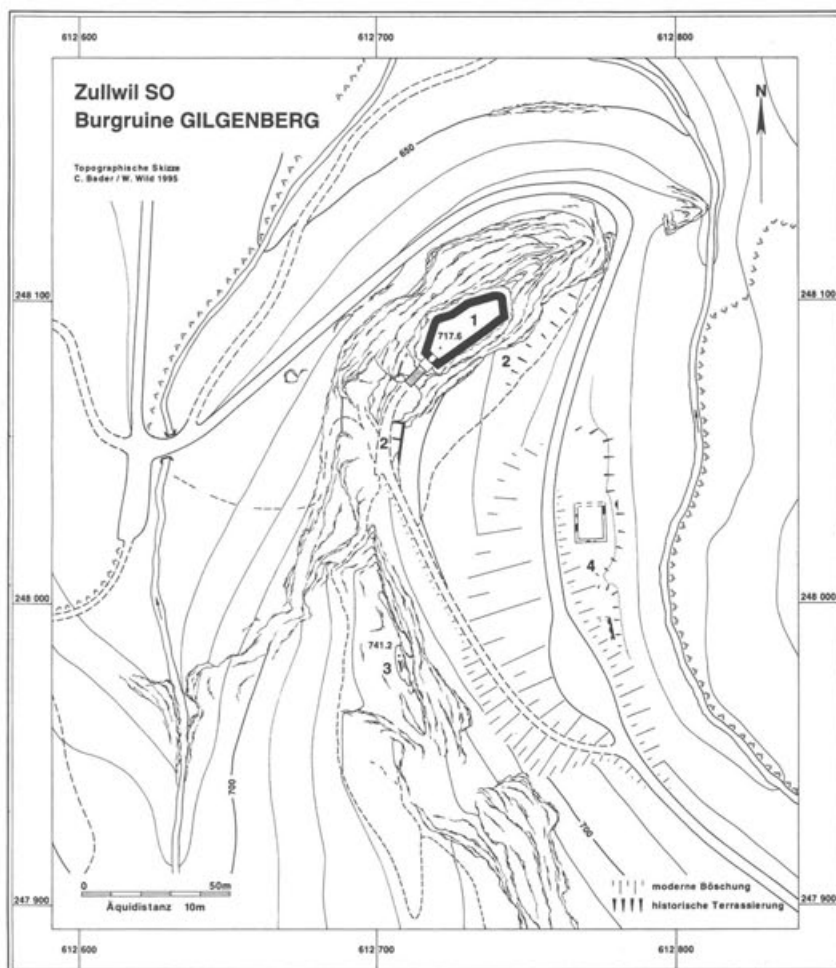 612 600
612 700
612 800
Zullwil SO
Burgruine GILGENBERG
N
650
Topographische Skizze
C. Bader / W. Wild 1995
248 100
248 100
1
717.6
2
2
4
248 000
248 000
741.2
3
700
700
0 50m
Äquidistanz 10m
moderne Böschung
historische Terrassierung
247 900
247 900
612 600
612 700
612 800